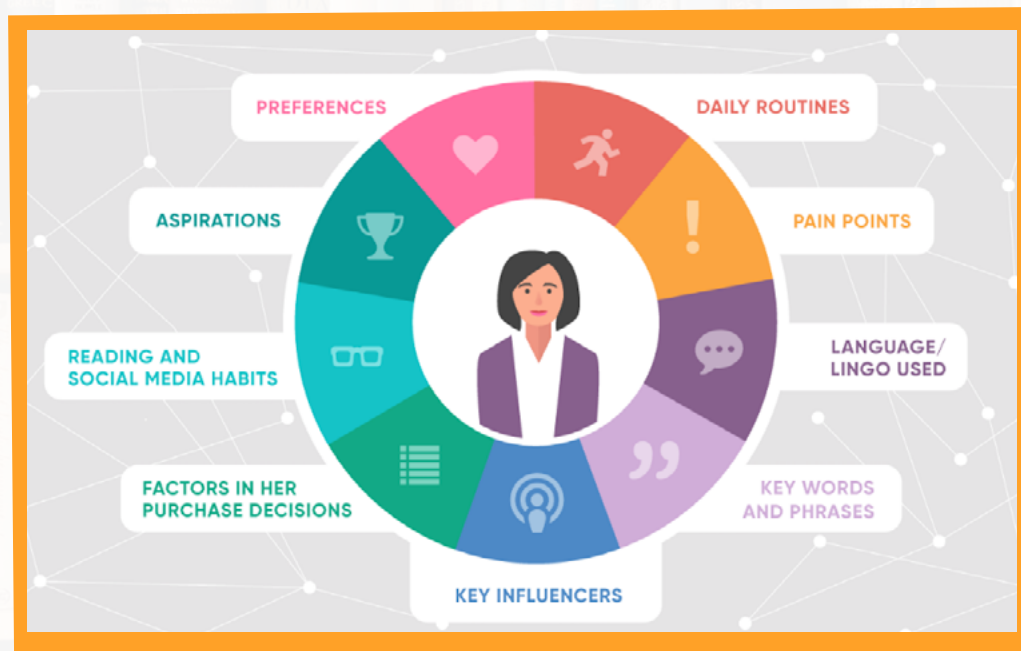 PREFERENCES
DAILY ROUTINES
ASPIRATIONS
PAIN POINTS
READING AND
SOCIAL MEDIA HABITS
LANGUAGE/
LINGO USED
FACTORS IN HER
PURCHASE DECISIONS
KEY WORDS
AND PHRASES
KEY INFLUENCERS